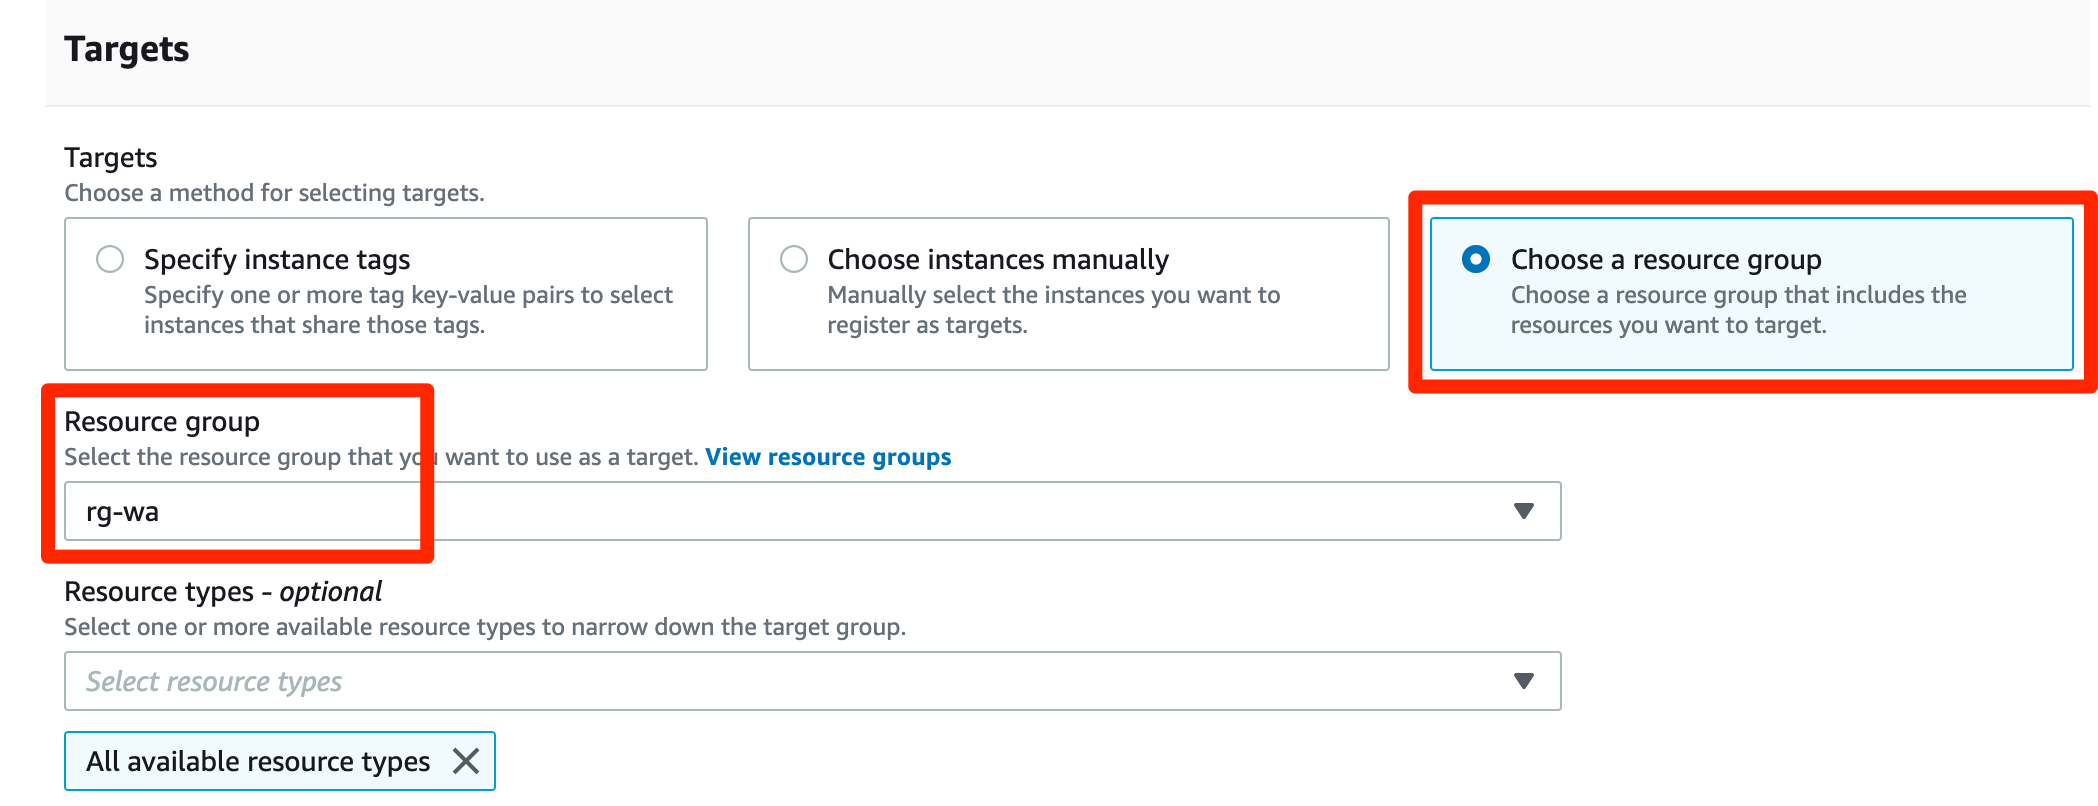 Targets
Targets
Choose a method for selecting targets.
Specify instance tags
Specify one or more tag key-value pairs to select
instances that share those tags.
Choose instances manually
Manually select the instances you want to
register as targets.
Choose a resource group
Choose a resource group that includes the
resources you want to target.
Resource group
Select the resource group that you want to use as a target. View resource groups
rg-wa
Resource types - optional
Select one or more available resource types to narrow down the target group.
Select resource types
All available resource types